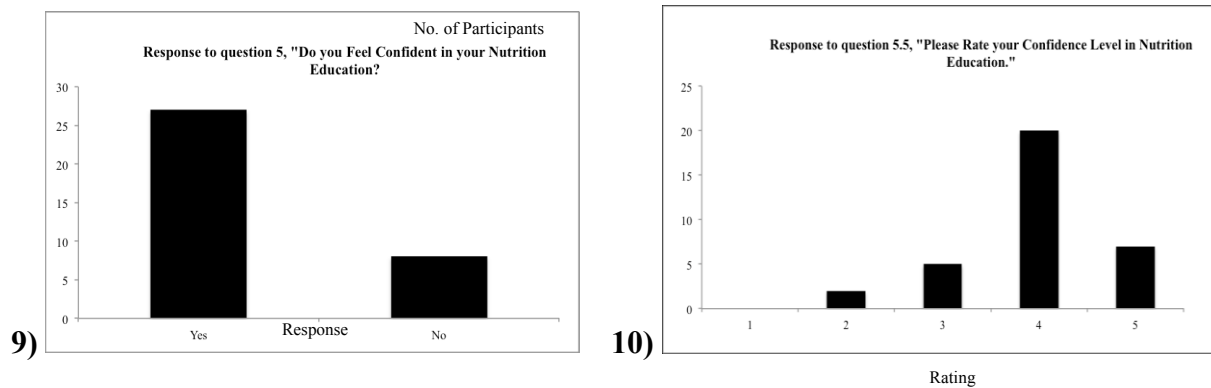 No. of Participants
Response to question 5, "Do you Feel Confident in your Nutrition
Education?
30
25
20
15
10
5
0
Yes
Response
No
9)
Response to question 5.5, "Please Rate your Confidence Level in Nutrition
Education."
25
20
15
10
5
0
1
2
3
4
5
10)
Rating